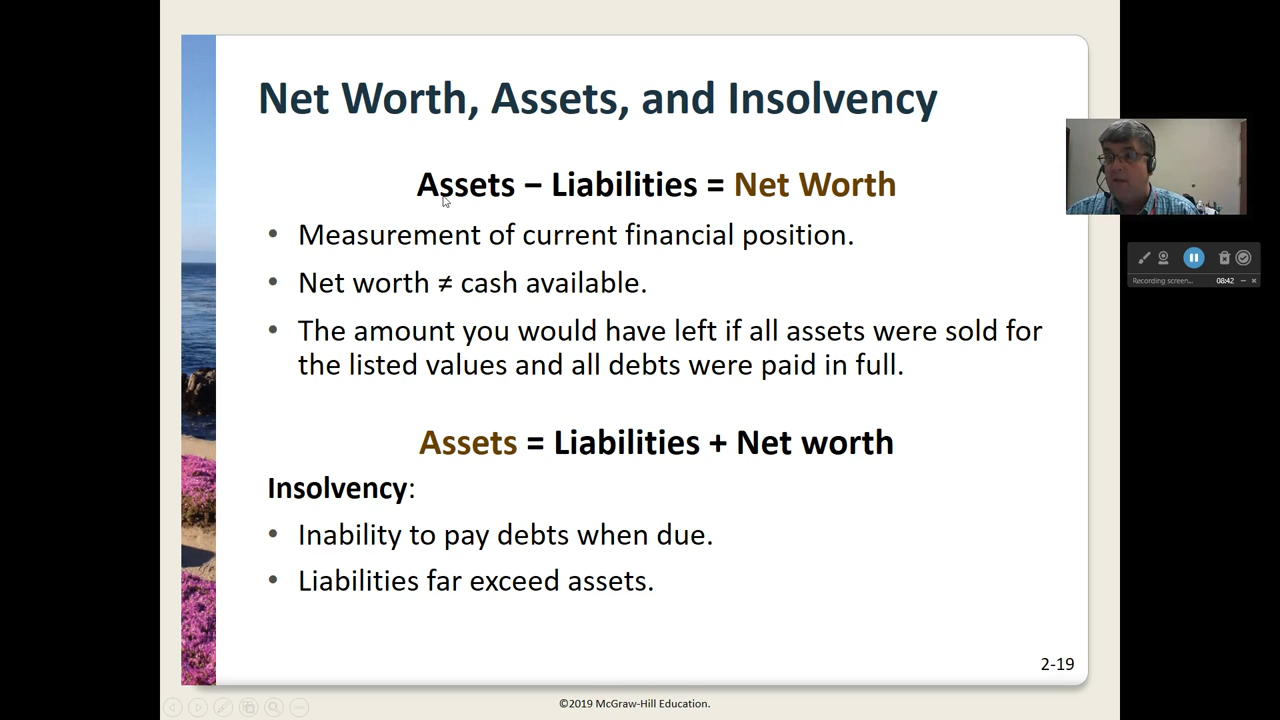 Net Worth, Assets, and Insolvency
Assets – Liabilities = Net Worth
• Measurement of current financial position.
• Net worth ≠ cash available.
• The amount you would have left if all assets were sold for
the listed values and all debts were paid in full.
Assets = Liabilities + Net worth
Insolvency:
• Inability to pay debts when due.
• Liabilities far exceed assets.
2-19
©2019 McGraw-Hill Education.
Recording screen... 08:42